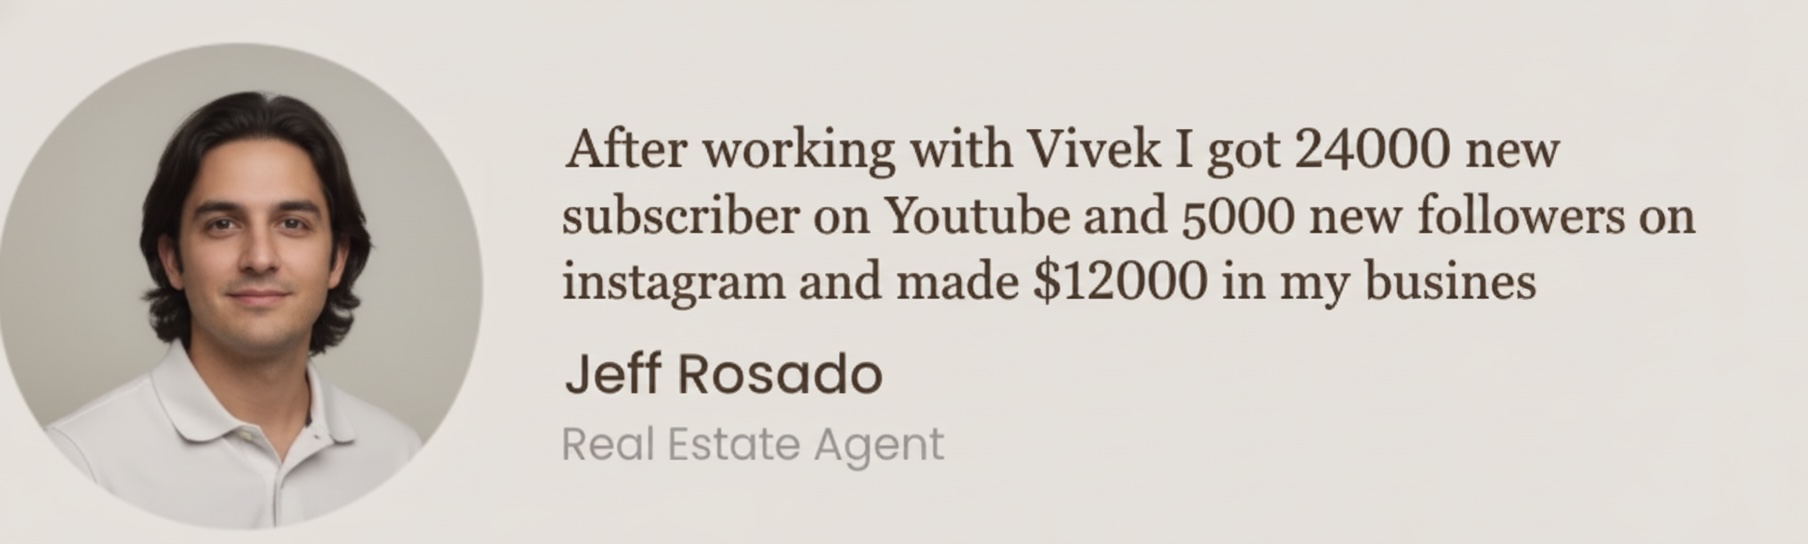 After working with Vivek I got 24000 new
subscriber on Youtube and 5000 new followers on
instagram and made $12000 in my busines
Jeff Rosado
Real Estate Agent